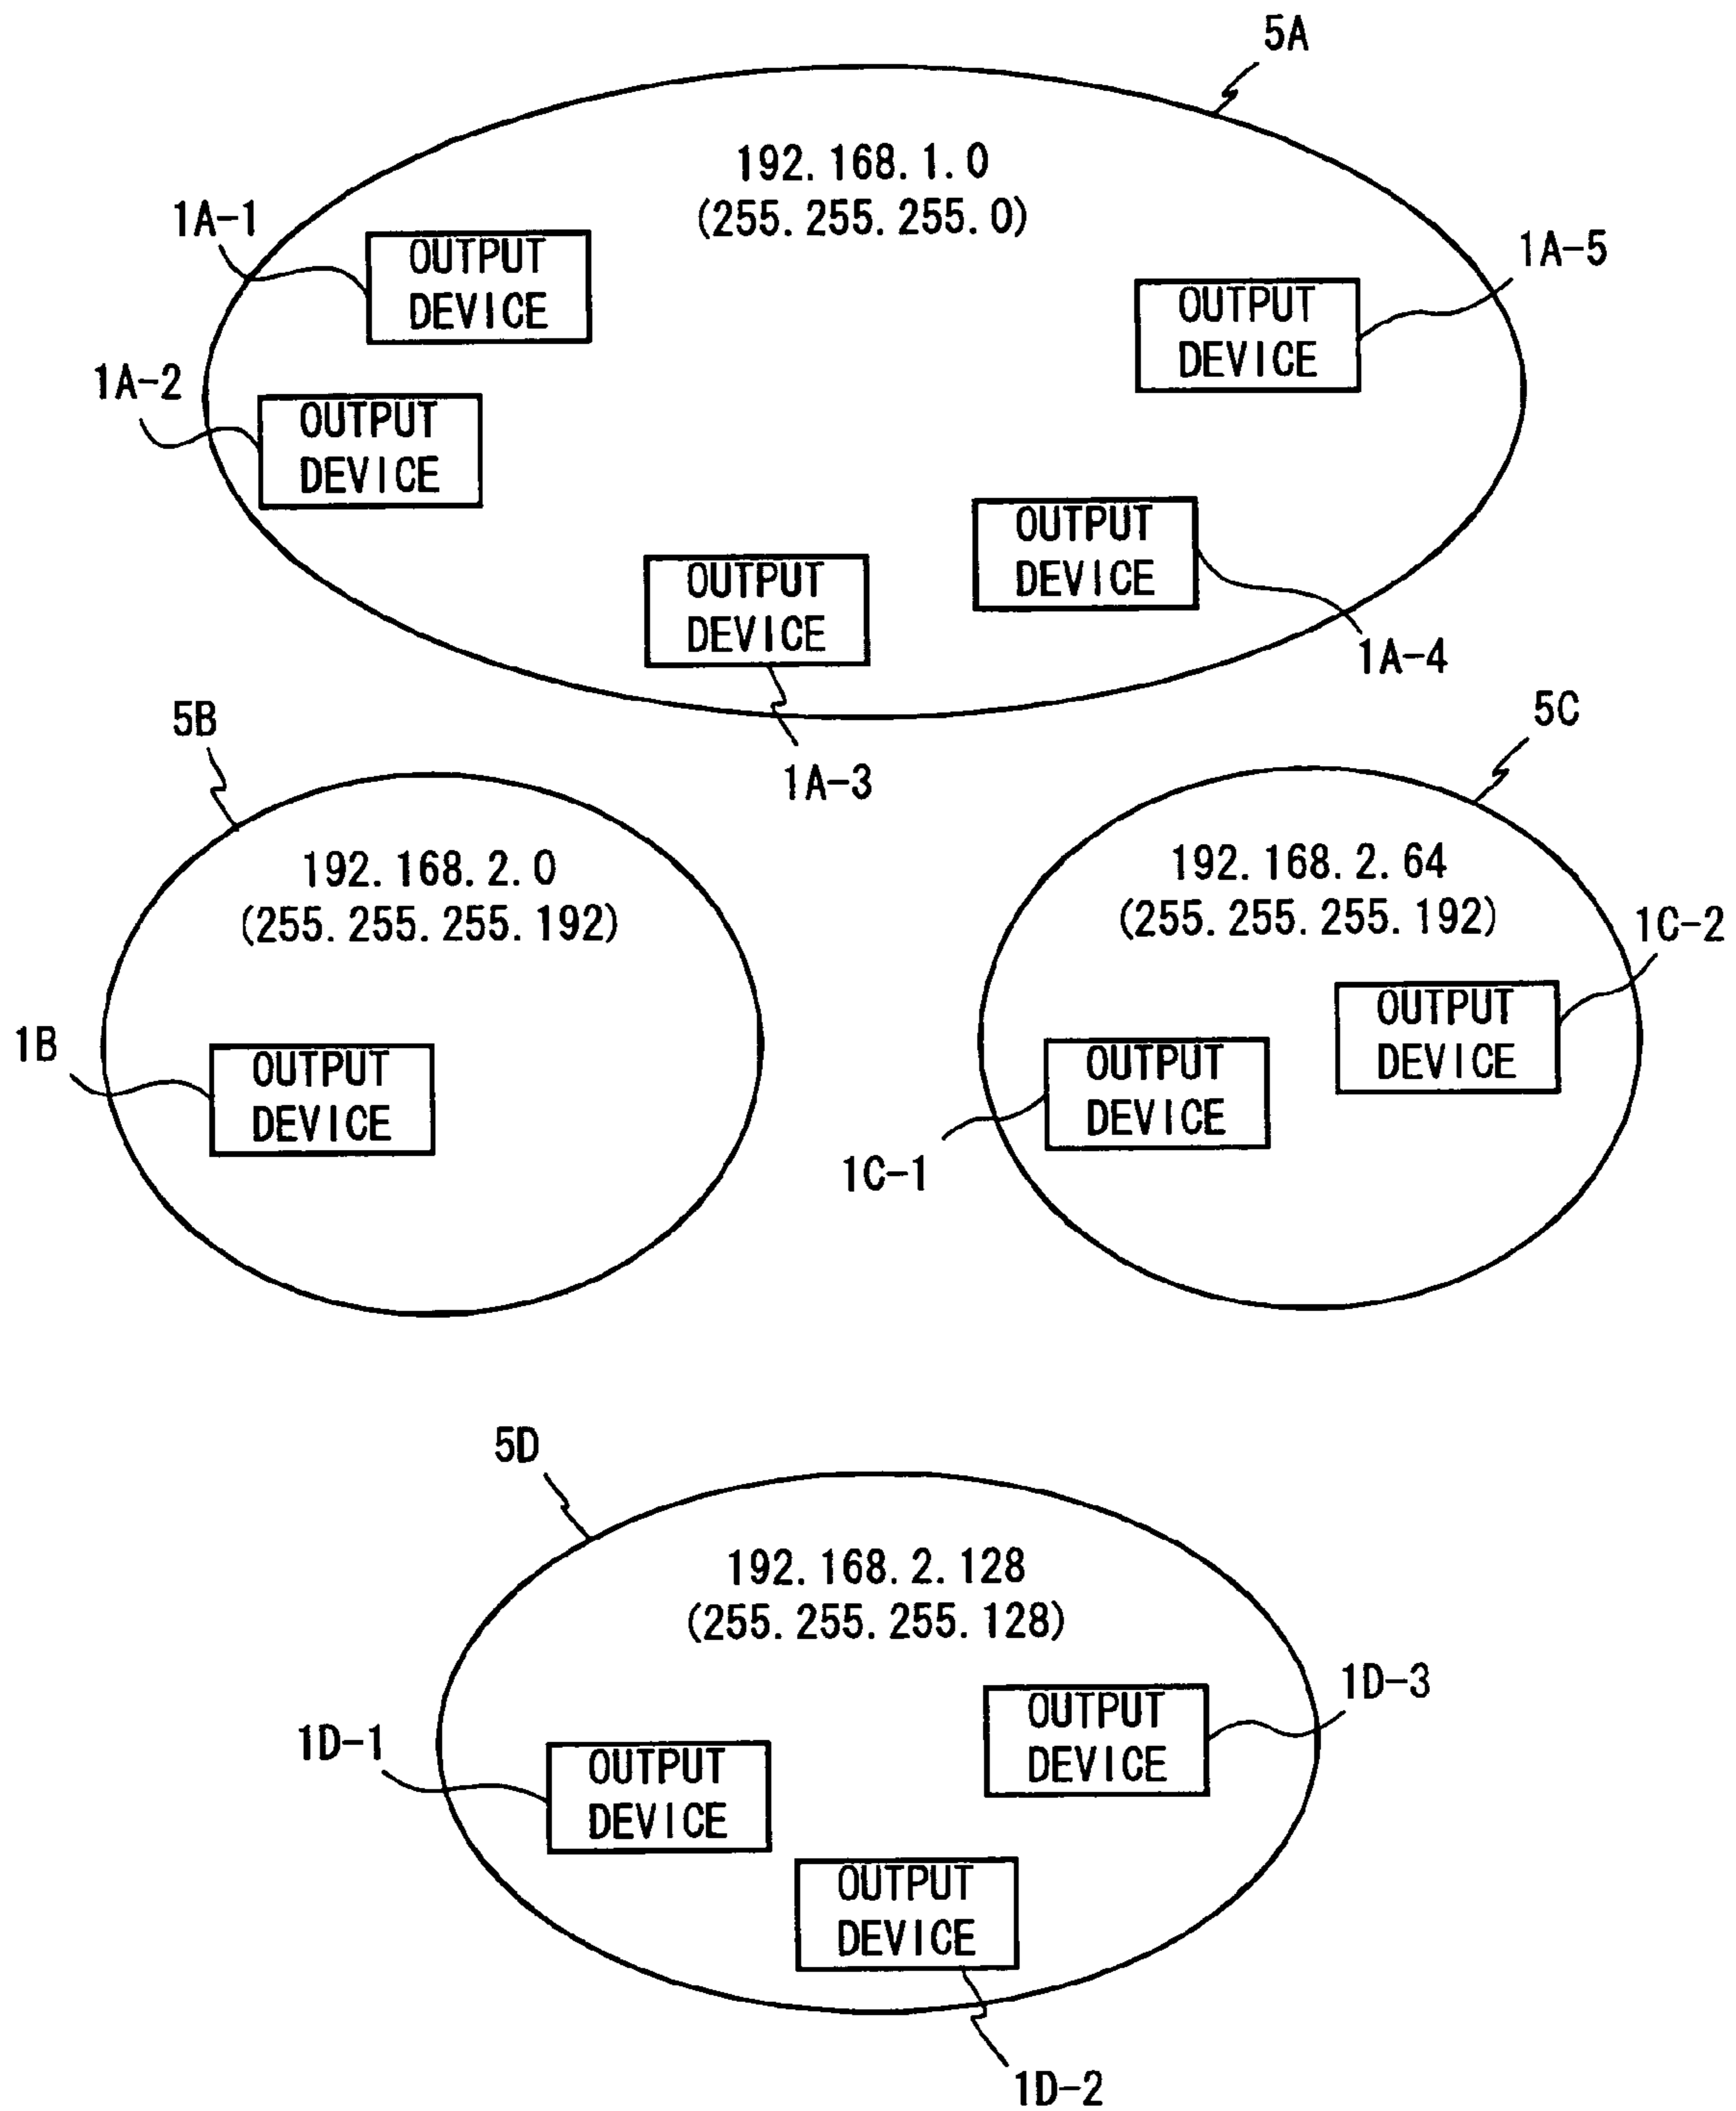 5A
192.168.1.0
(255.255.255.0)
1A-1
OUTPUT
DEVICE
1A-5
OUTPUT
DEVICE
1A-2
OUTPUT
DEVICE
OUTPUT
DEVICE
1A-4
OUTPUT
DEVICE
1A-3
5B
192.168.2.0
(255.255.255.192)
1B
OUTPUT
DEVICE
5C
192.168.2.64
(255.255.255.192)
1C-2
OUTPUT
DEVICE
OUTPUT
DEVICE
1C-1
5D
192.168.2.128
(255.255.255.128)
1D-3
OUTPUT
DEVICE
1D-1
OUTPUT
DEVICE
OUTPUT
DEVICE
1D-2